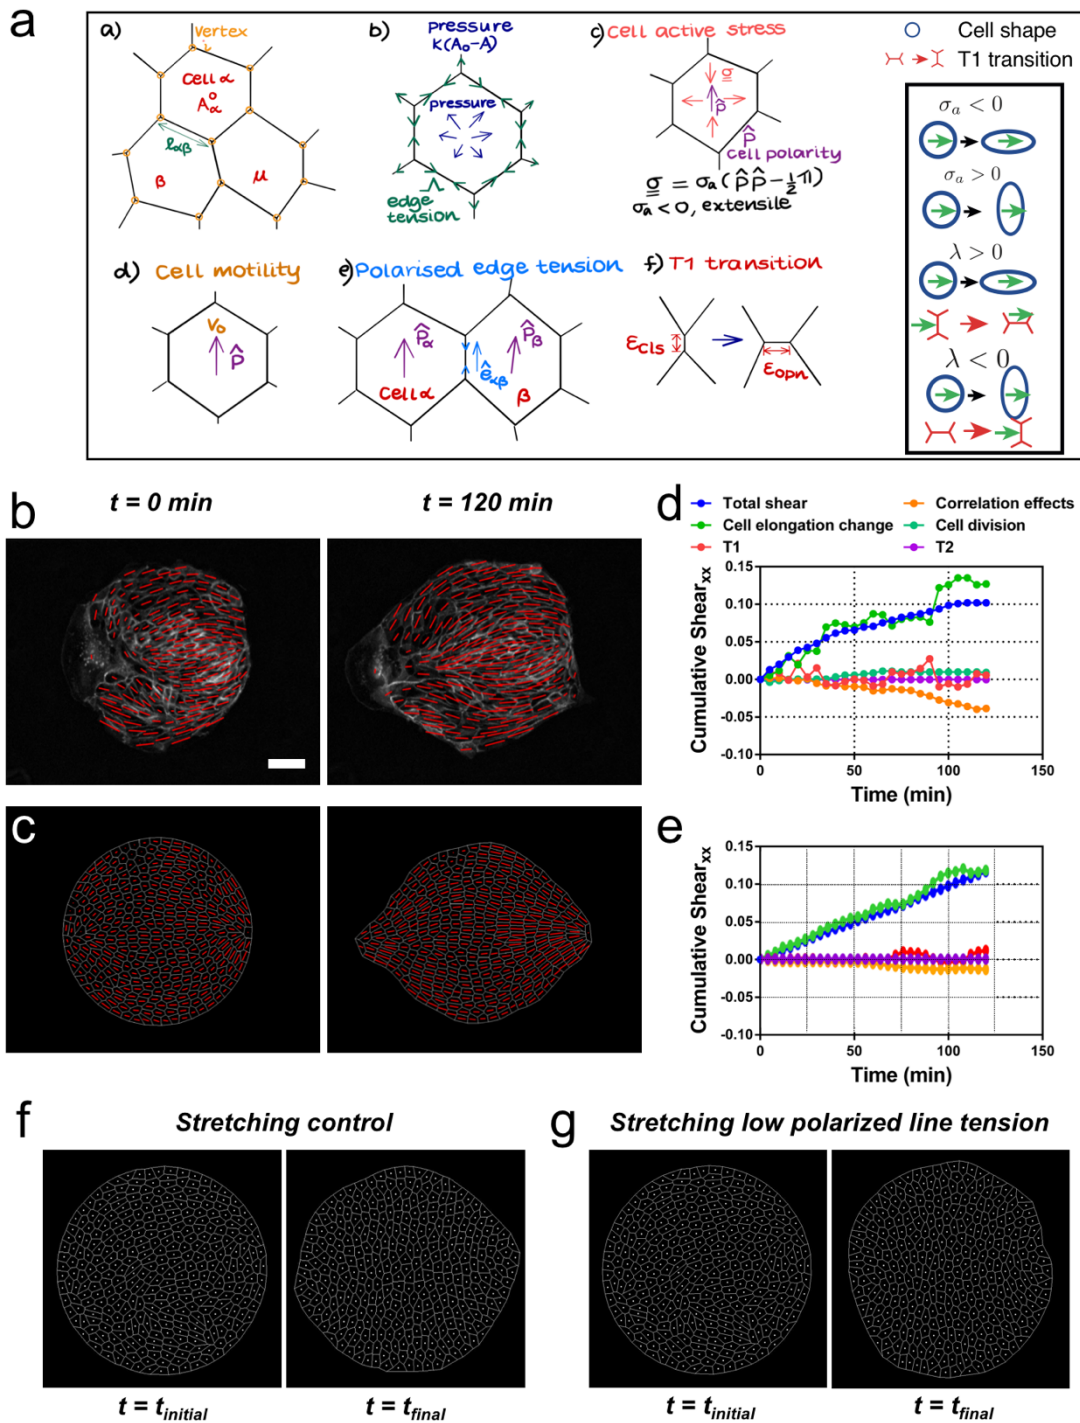 a
a)
Vertex
Cell α
A°α
ℓαβ
β
μ
b)
Pressure
K(A₀-A)
pressure
Λ
edge
tension
c) Cell active stress
σ
p̂
p̂
cell polarity
σ = σa(p̂p̂ - ½𝟙)
σa<0, extensile
d) Cell motility
V₀
p̂
e) Polarised edge tension
p̂α
p̂β
êαβ
Cell α
β
f) T1 transition
εcls
εopn
Cell shape
T1 transition
σa < 0
σa > 0
λ > 0
λ < 0
b
t = 0 min
t = 120 min
c
d
Total shear
Correlation effects
Cell elongation change
Cell division
T1
T2
Cumulative Shearxx
0.15
0.10
0.05
0.00
-0.05
-0.10
0
50
100
150
Time (min)
e
Cumulative Shearxx
0.15
0.10
0.05
0.00
-0.05
-0.10
0
50
100
150
Time (min)
f
Stretching control
t = tinitial
t = tfinal
g
Stretching low polarized line tension
t = tinitial
t = tfinal